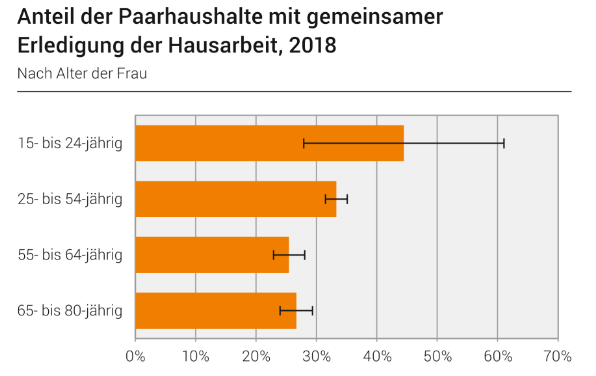 Anteil der Paarhaushalte mit gemeinsamer
Erledigung der Hausarbeit, 2018
Nach Alter der Frau
15- bis 24-jährig
25- bis 54-jährig
55- bis 64-jährig
65- bis 80-jährig
0% 10% 20% 30% 40% 50% 60% 70%